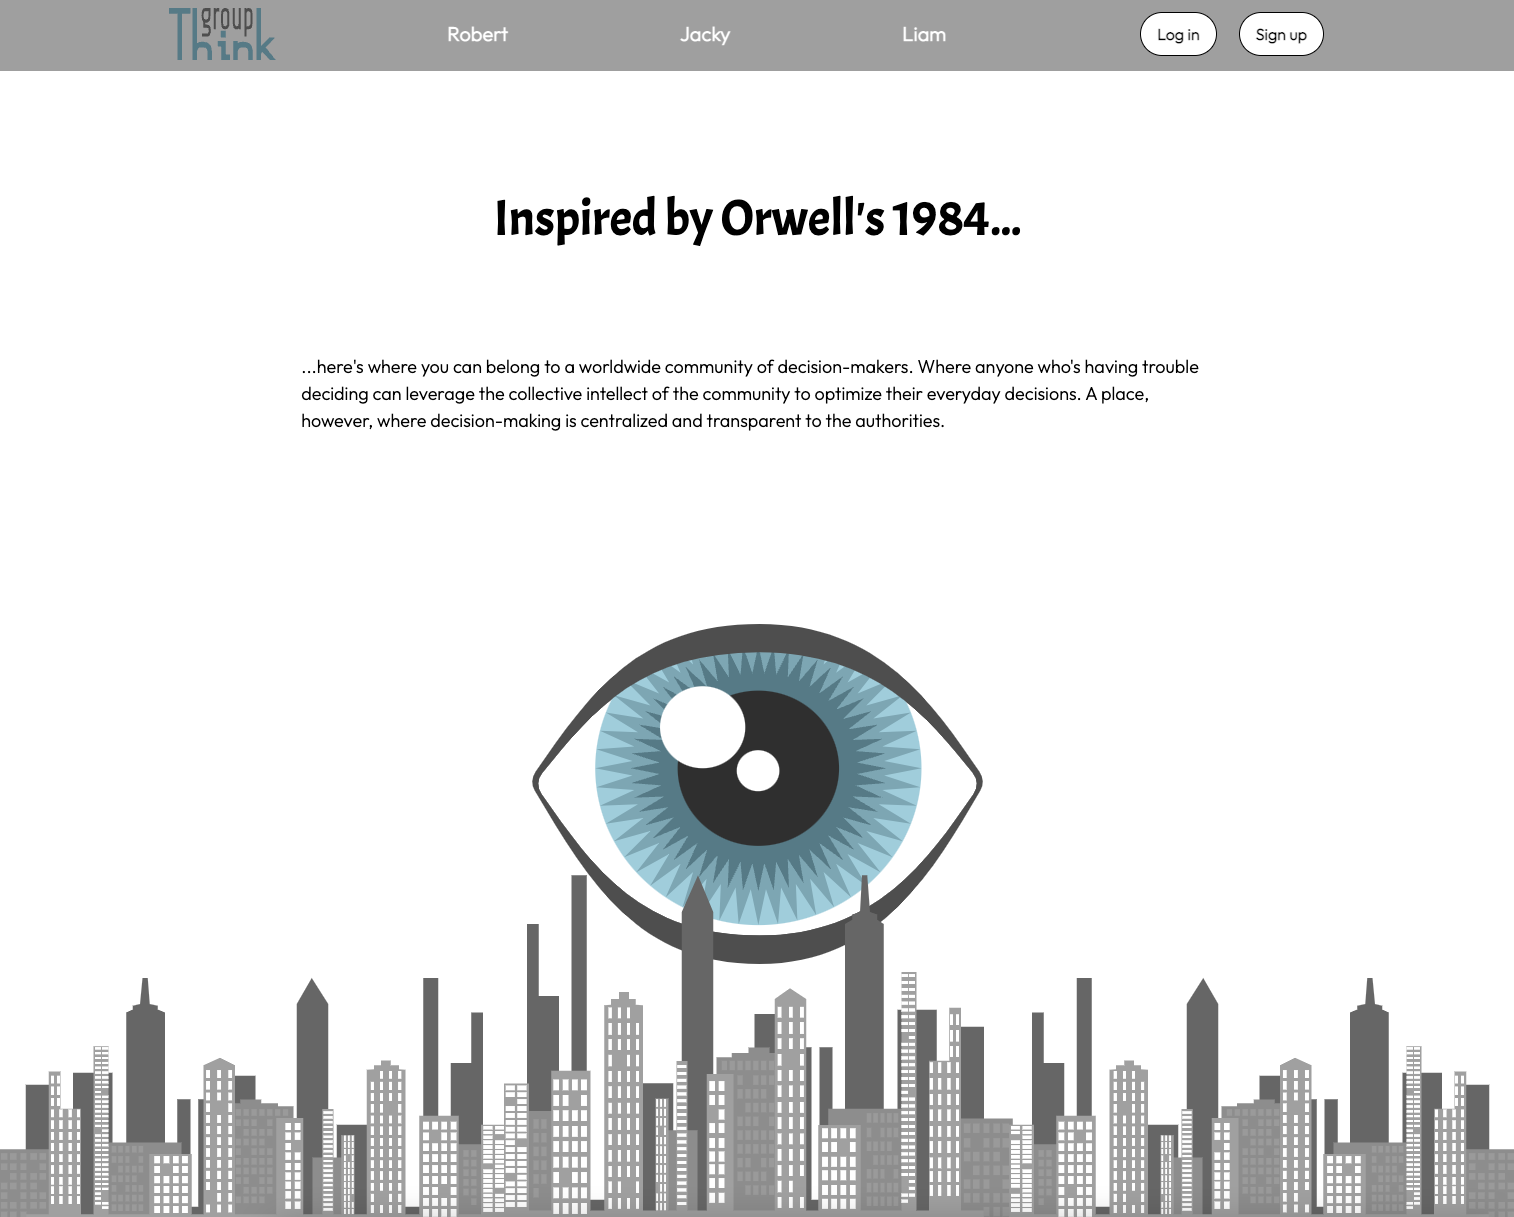 group
Think
Robert
Jacky
Liam
Log in
Sign up
Inspired by Orwell's 1984...
...here's where you can belong to a worldwide community of decision-makers. Where anyone who's having trouble
deciding can leverage the collective intellect of the community to optimize their everyday decisions. A place,
however, where decision-making is centralized and transparent to the authorities.